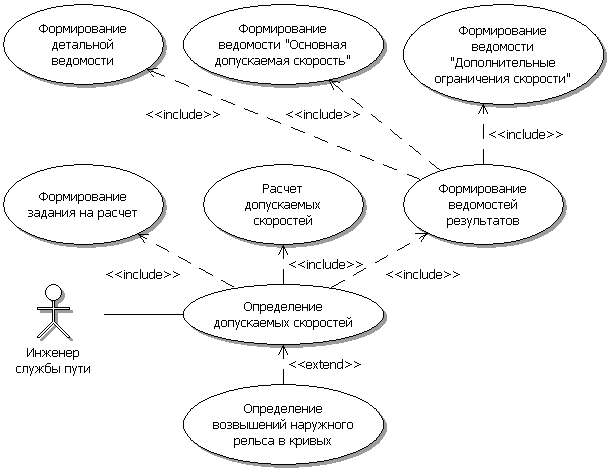 Формирование
детальной
ведомости
Формирование
ведомости "Основная
допускаемая скорость"
Формирование
ведомости
"Дополнительные
ограничения скорости"
<<include>>
<<include>>
<<include>>
Формирование
задания на расчет
Расчет
допускаемых
скоростей
Формирование
ведомостей
результатов
<<include>>
<<include>>
<<include>>
Инженер
службы пути
Определение
допускаемых скоростей
<<extend>>
Определение
возвышений наружного
рельса в кривых